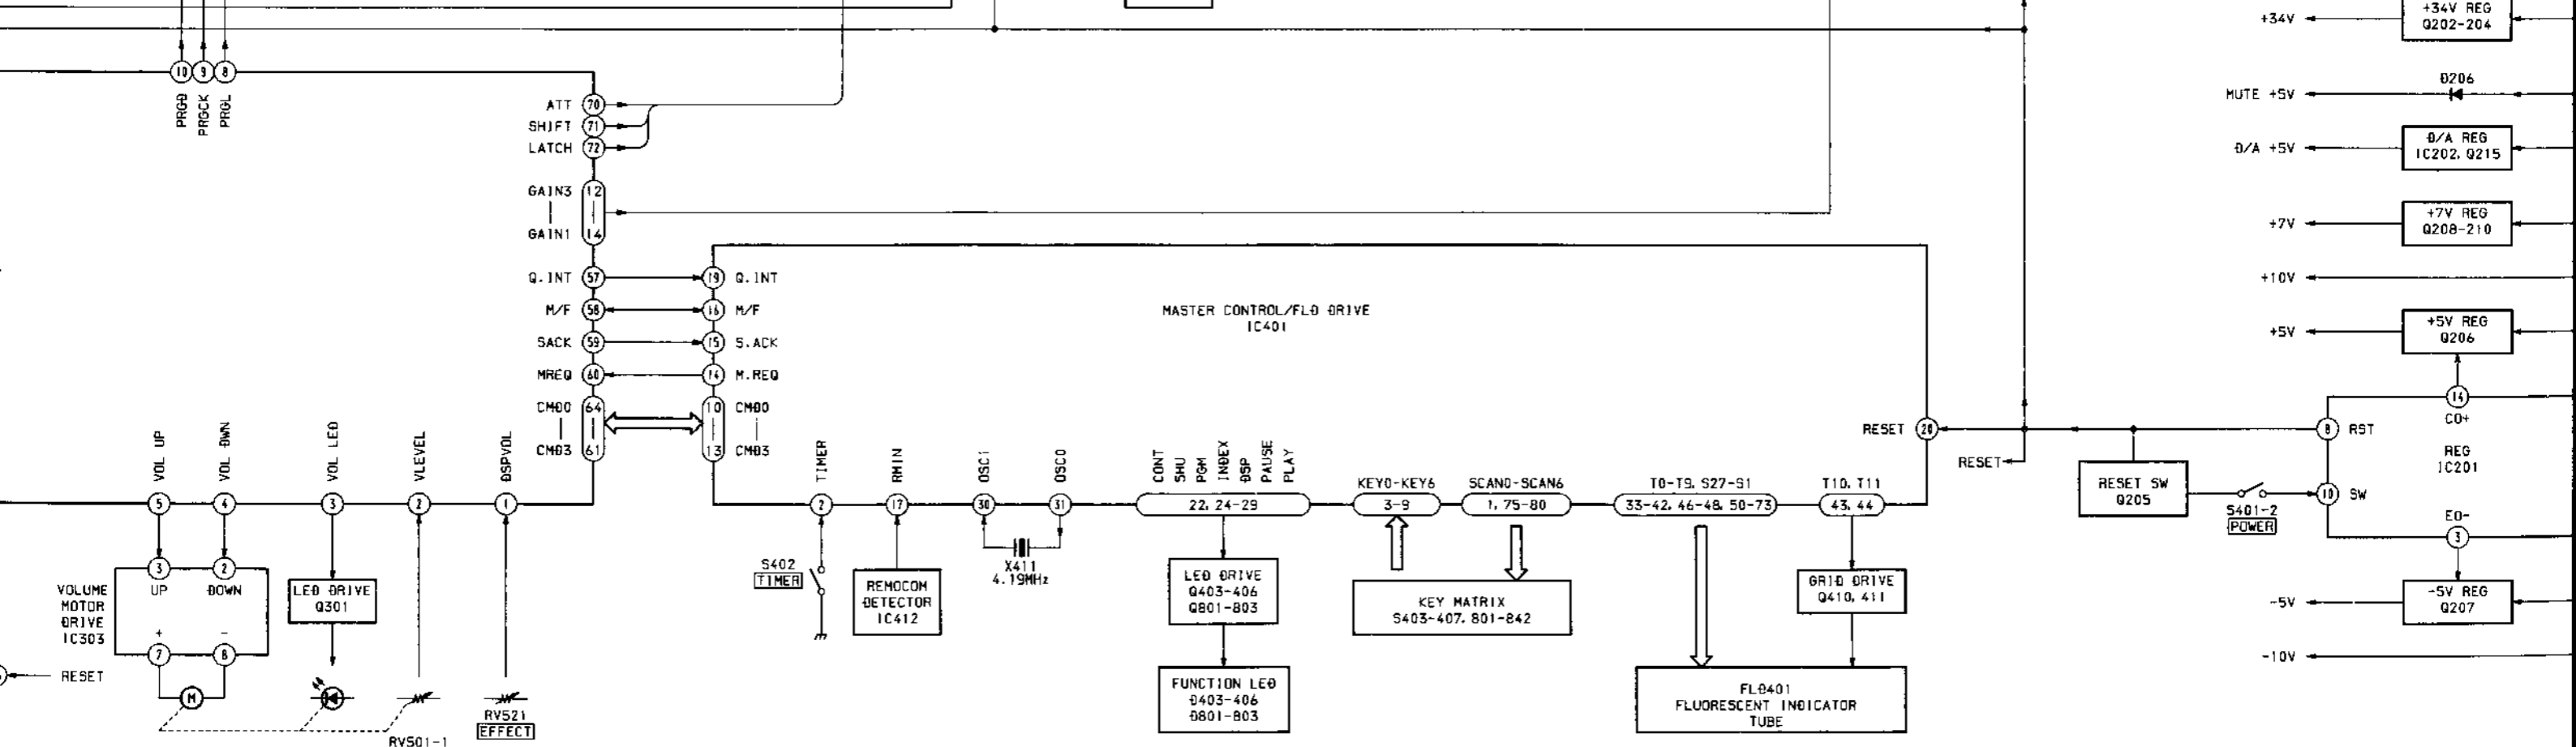 10 9 8
PRGD
PRGCK
PRGL
ATT 70
SHIFT 71
LATCH 72
GAIN3 12
GAIN1 14
Q.INT 57 19 Q.INT
M/F 58 16 M/F
SACK 59 15 S.ACK
MREQ 60 14 M.REQ
CMD0 64 10 CMD0
CMD3 61 13 CMD3
MASTER CONTROL/FLD DRIVE
IC401
VOL UP
VOL DWN
VOL LED
VLEVEL
DSPVOL
5 4 3 2 1
3 2
UP DOWN
VOLUME
MOTOR
DRIVE
IC303
+ -
7 8
M
RESET
LED DRIVE
Q301
RV501-1
RV521
EFFECT
TIMER
RMIN
OSC1
OSC0
2 17 30 31
S402
TIMER
REMOCOM
DETECTOR
IC412
X411
4.19MHz
CONT
SHU
PGM
INDEX
DSP
PAUSE
PLAY
22, 24-29
LED DRIVE
Q403-406
Q801-803
FUNCTION LED
D403-406
D801-803
KEY0-KEY6
3-9
SCAN0-SCAN6
1, 75-80
KEY MATRIX
S403-407, 801-842
T0-T9, S27-S1
33-42, 46-48, 50-73
T10, T11
43, 44
GRID DRIVE
Q410, 411
FLD401
FLUORESCENT INDICATOR
TUBE
RESET 20
RESET
RESET SW
Q205
S401-2
POWER
8 RST
10 SW
REG
IC201
14
CO+
EO-
3
+34V
+34V REG
Q202-204
MUTE +5V
D206
D/A +5V
D/A REG
IC202, Q215
+7V
+7V REG
Q208-210
+10V
+5V
+5V REG
Q206
-5V
-5V REG
Q207
-10V